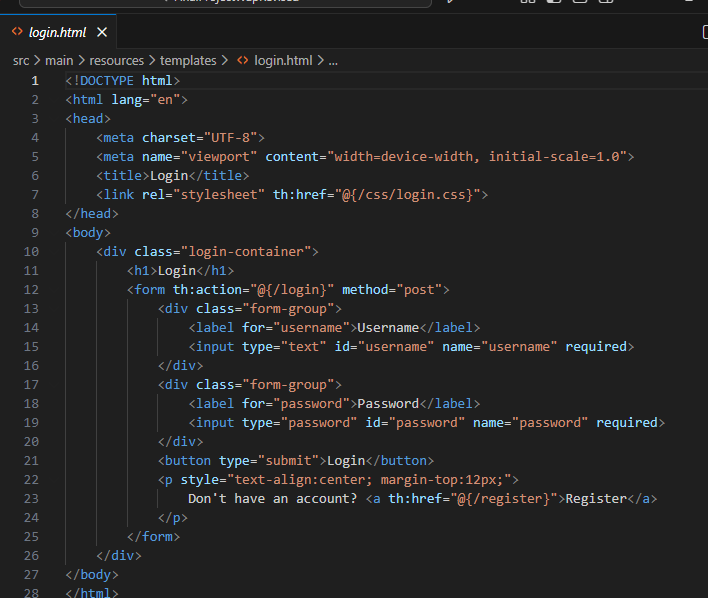 login.html
src > main > resources > templates > <> login.html > ...
1 <!DOCTYPE html>
2 <html lang="en">
3 <head>
4     <meta charset="UTF-8">
5     <meta name="viewport" content="width=device-width, initial-scale=1.0">
6     <title>Login</title>
7     <link rel="stylesheet" th:href="@{/css/login.css}">
8 </head>
9 <body>
10     <div class="login-container">
11         <h1>Login</h1>
12         <form th:action="@{/login}" method="post">
13             <div class="form-group">
14                 <label for="username">Username</label>
15                 <input type="text" id="username" name="username" required>
16             </div>
17             <div class="form-group">
18                 <label for="password">Password</label>
19                 <input type="password" id="password" name="password" required>
20             </div>
21             <button type="submit">Login</button>
22             <p style="text-align:center; margin-top:12px;">
23                 Don't have an account? <a th:href="@{/register}">Register</a>
24             </p>
25         </form>
26     </div>
27 </body>
28 </html>